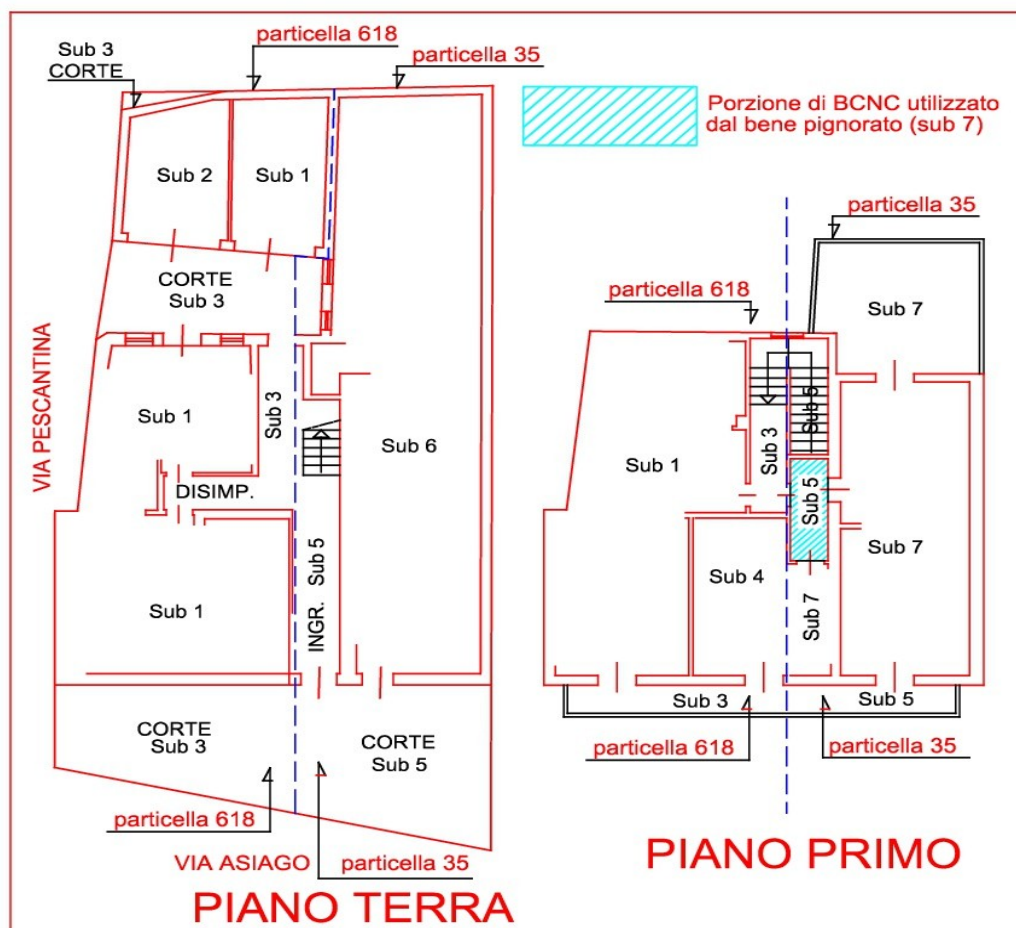 Sub 3
CORTE
particella 618
particella 35
Porzione di BCNC utilizzato
dal bene pignorato (sub 7)
Sub 2
Sub 1
CORTE
Sub 3
VIA PESCANTINA
Sub 1
Sub 3
Sub 6
DISIMP.
Sub 1
INGR. Sub 5
CORTE
Sub 3
CORTE
Sub 5
particella 618
VIA ASIAGO
particella 35
PIANO TERRA
particella 35
particella 618
Sub 7
Sub 5
Sub 3
Sub 1
Sub 5
Sub 4
Sub 7
Sub 7
Sub 3
Sub 5
particella 618
particella 35
PIANO PRIMO